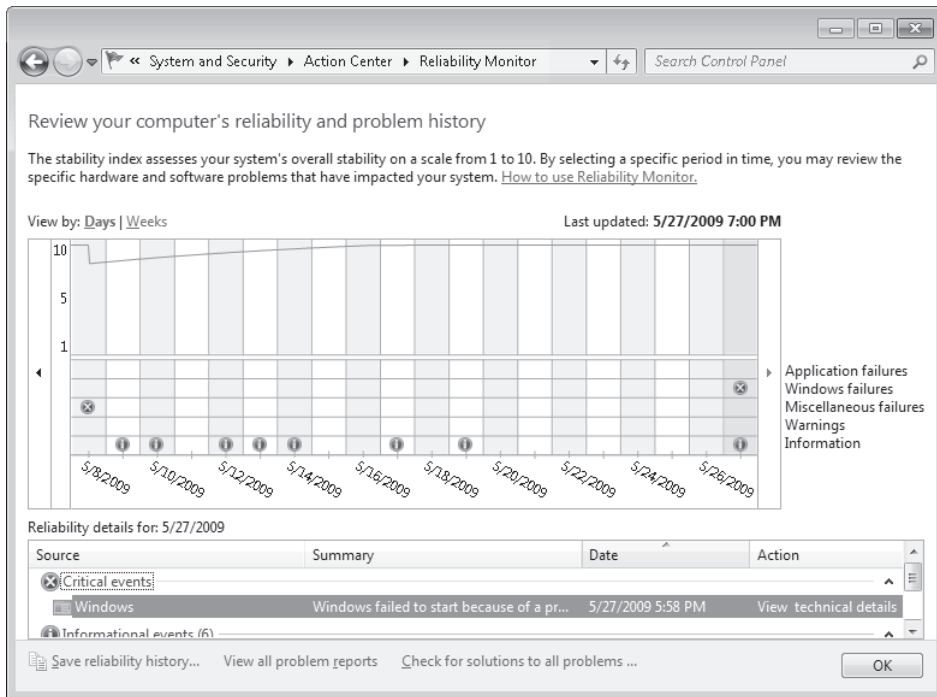 « System and Security ▸ Action Center ▸ Reliability Monitor
Search Control Panel
Review your computer's reliability and problem history
The stability index assesses your system's overall stability on a scale from 1 to 10. By selecting a specific period in time, you may review the
specific hardware and software problems that have impacted your system. How to use Reliability Monitor.
View by: Days | Weeks
Last updated: 5/27/2009 7:00 PM
10
5
1
Application failures
Windows failures
Miscellaneous failures
Warnings
Information
5/8/2009
5/10/2009
5/12/2009
5/14/2009
5/16/2009
5/18/2009
5/20/2009
5/22/2009
5/24/2009
5/26/2009
Reliability details for: 5/27/2009
Source Summary Date Action
Critical events
Windows Windows failed to start because of a pr... 5/27/2009 5:58 PM View technical details
Informational events (6)
Save reliability history... View all problem reports Check for solutions to all problems ...
OK